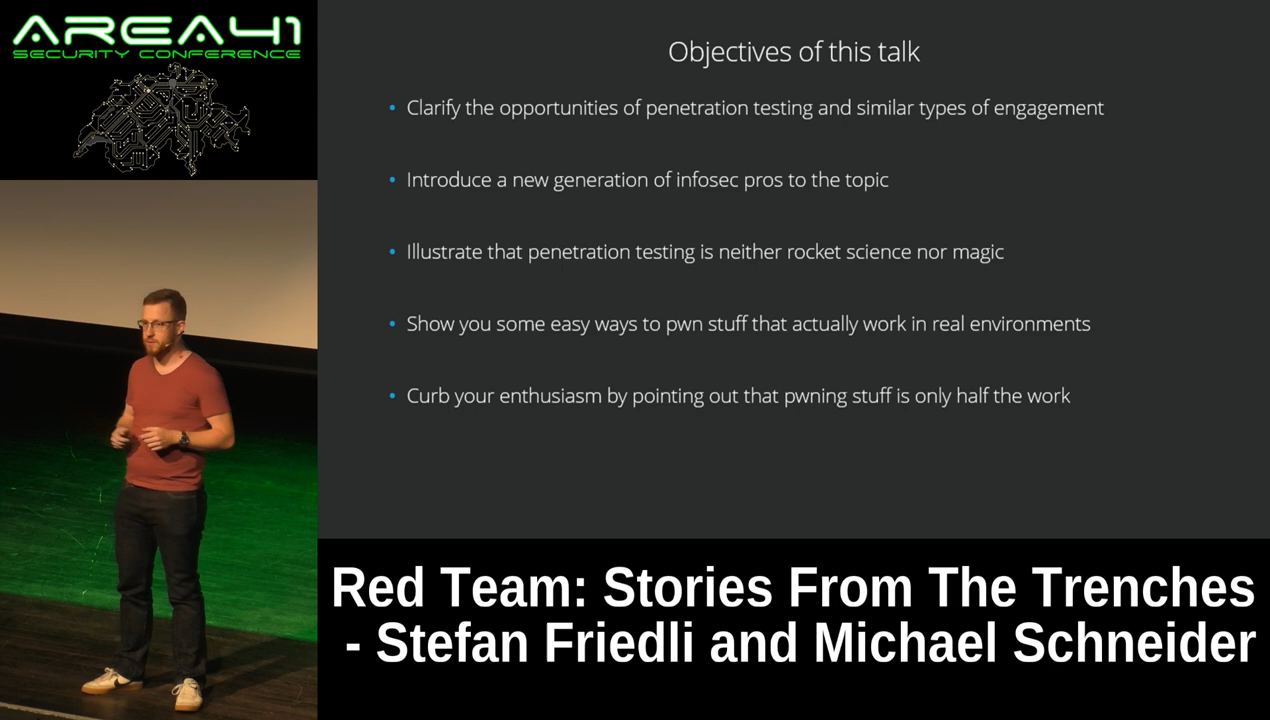 AREA41
SECURITY CONFERENCE
Objectives of this talk
• Clarify the opportunities of penetration testing and similar types of engagement
• Introduce a new generation of infosec pros to the topic
• Illustrate that penetration testing is neither rocket science nor magic
• Show you some easy ways to pwn stuff that actually work in real environments
• Curb your enthusiasm by pointing out that pwning stuff is only half the work
Red Team: Stories From The Trenches
- Stefan Friedli and Michael Schneider